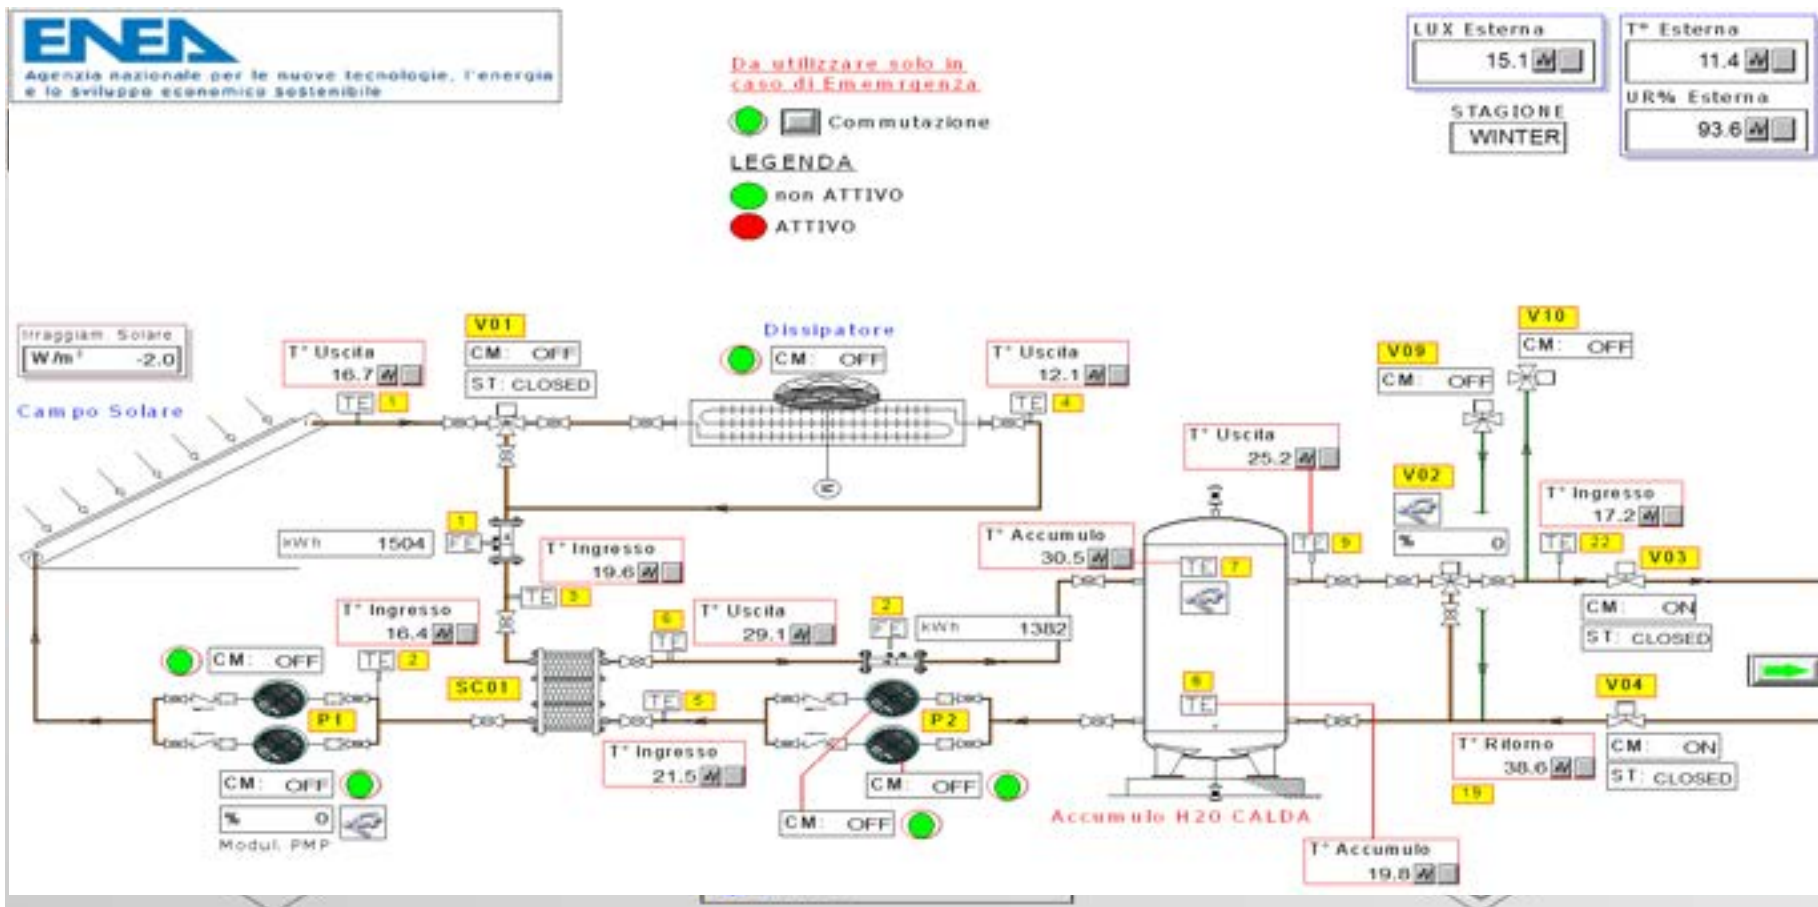 ENEA
Agenzia nazionale per le nuove tecnologie, l'energia
e lo sviluppo economico sostenibile
Da utilizzare solo in
caso di Ememrgenza
Commutazione
LEGENDA
non ATTIVO
ATTIVO
LUX Esterna
15.1
STAGIONE
WINTER
T° Esterna
11.4
UR% Esterna
93.6
Irraggiam. Solare
W/m² -2.0
Campo Solare
T° Uscita
16.7
TE 1
V01
CM: OFF
ST: CLOSED
Dissipatore
CM: OFF
T° Uscita
12.1
TE 4
V10
CM: OFF
V09
CM: OFF
T° Uscita
25.2
V02
% 0
T° Ingresso
17.2
TE 22
V03
CM: ON
ST: CLOSED
1
FE
kWh 1504
T° Ingresso
19.6
TE 3
T° Accumulo
30.5
TE 7
TE 9
T° Ingresso
16.4
TE 2
6
TE
T° Uscita
29.1
2
FE
kWh 1382
CM: OFF
P1
SC01
TE 5
T° Ingresso
21.5
P2
TE
V04
CM: ON
ST: CLOSED
T° Ritorno
38.6
19
CM: OFF
% 0
Modul. PMP
CM: OFF
CM: OFF
Accumulo H20 CALDA
T° Accumulo
19.8